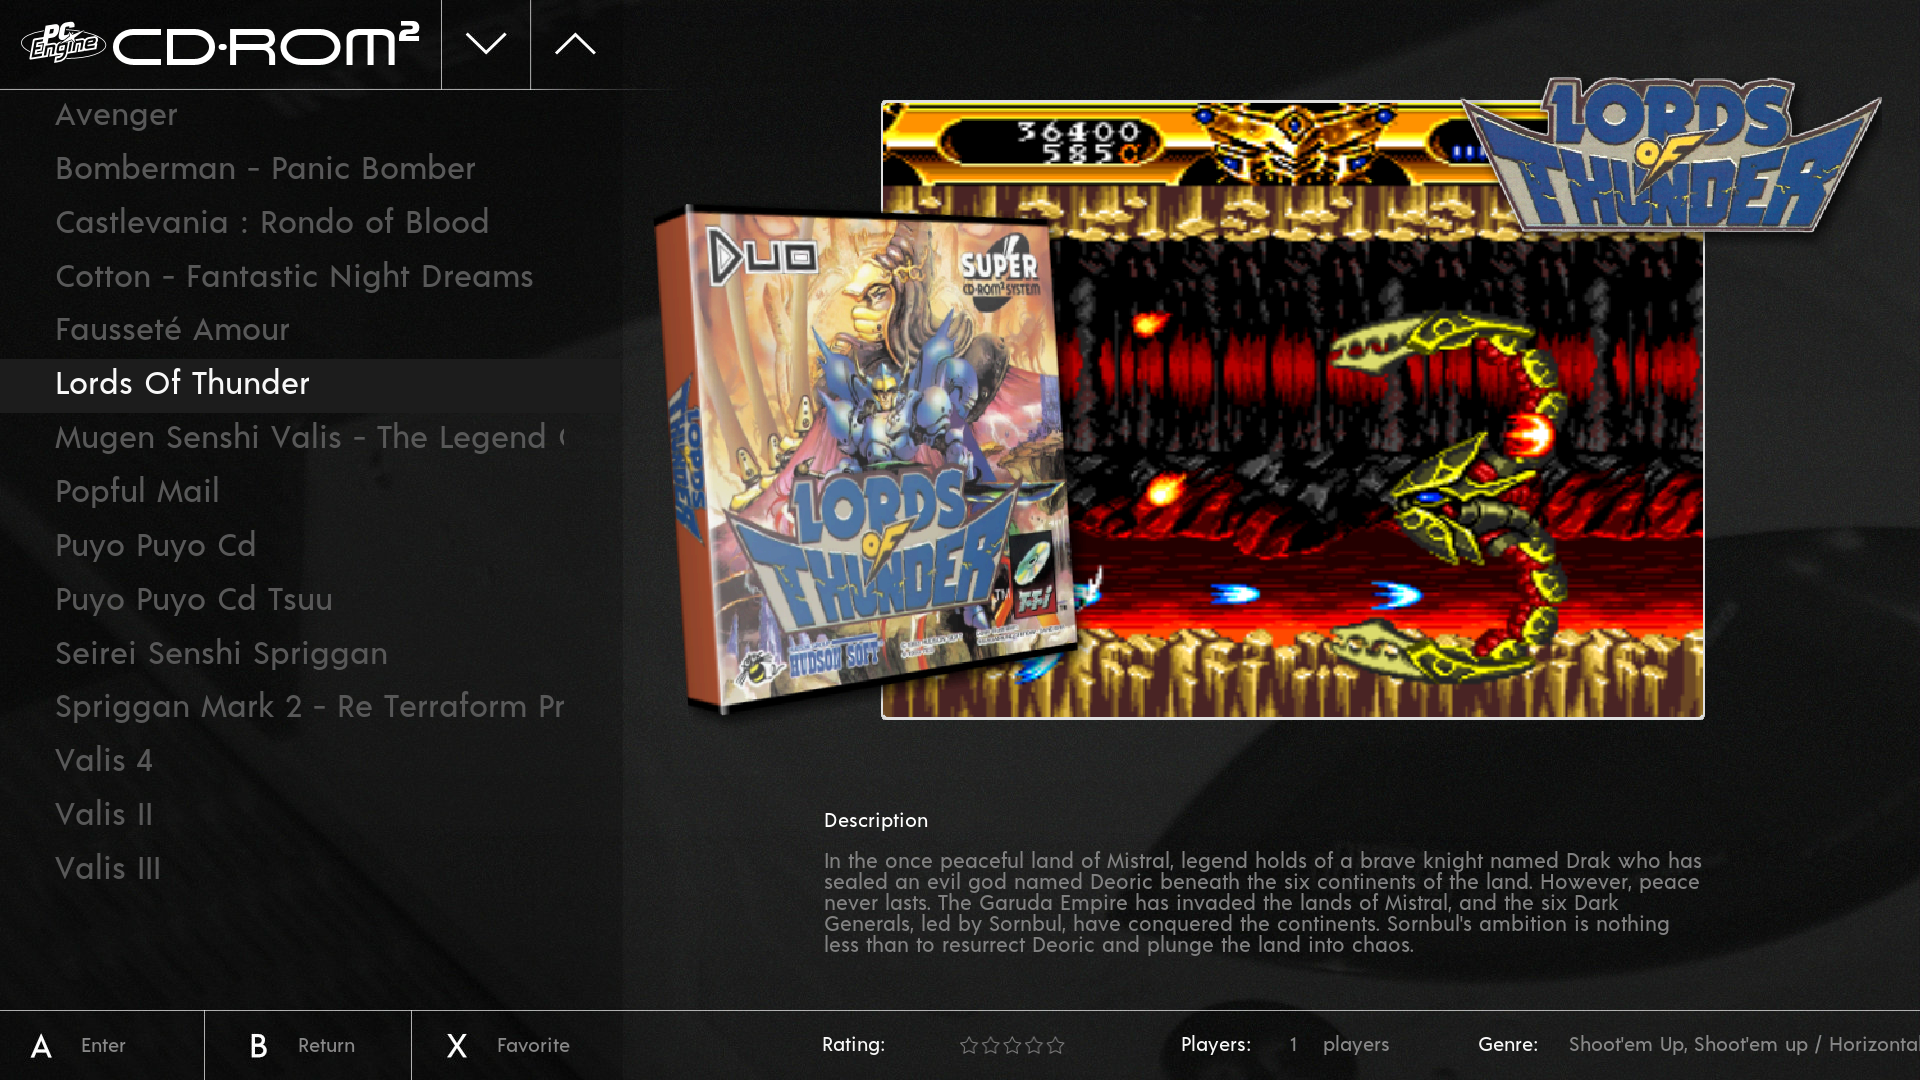 PC Engine CD·ROM²
Avenger
Bomberman - Panic Bomber
Castlevania : Rondo of Blood
Cotton - Fantastic Night Dreams
Fausseté Amour
Lords Of Thunder
Mugen Senshi Valis - The Legend
Popful Mail
Puyo Puyo Cd
Puyo Puyo Cd Tsuu
Seirei Senshi Spriggan
Spriggan Mark 2 - Re Terraform Pr
Valis 4
Valis II
Valis III
36400
585C
LORDS
OF
THUNDER
DUO
SUPER
CD-ROM² SYSTEM
LORDS
OF
THUNDER
TM
TTi
TM
HUDSON SOFT
LORDS
THUNDER
Description
In the once peaceful land of Mistral, legend holds of a brave knight named Drak who has
sealed an evil god named Deoric beneath the six continents of the land. However, peace
never lasts. The Garuda Empire has invaded the lands of Mistral, and the six Dark
Generals, led by Sornbul, have conquered the continents. Sornbul's ambition is nothing
less than to resurrect Deoric and plunge the land into chaos.
A Enter
B Return
X Favorite
Rating:
Players: 1 players
Genre: Shoot'em Up, Shoot'em up / Horizontal